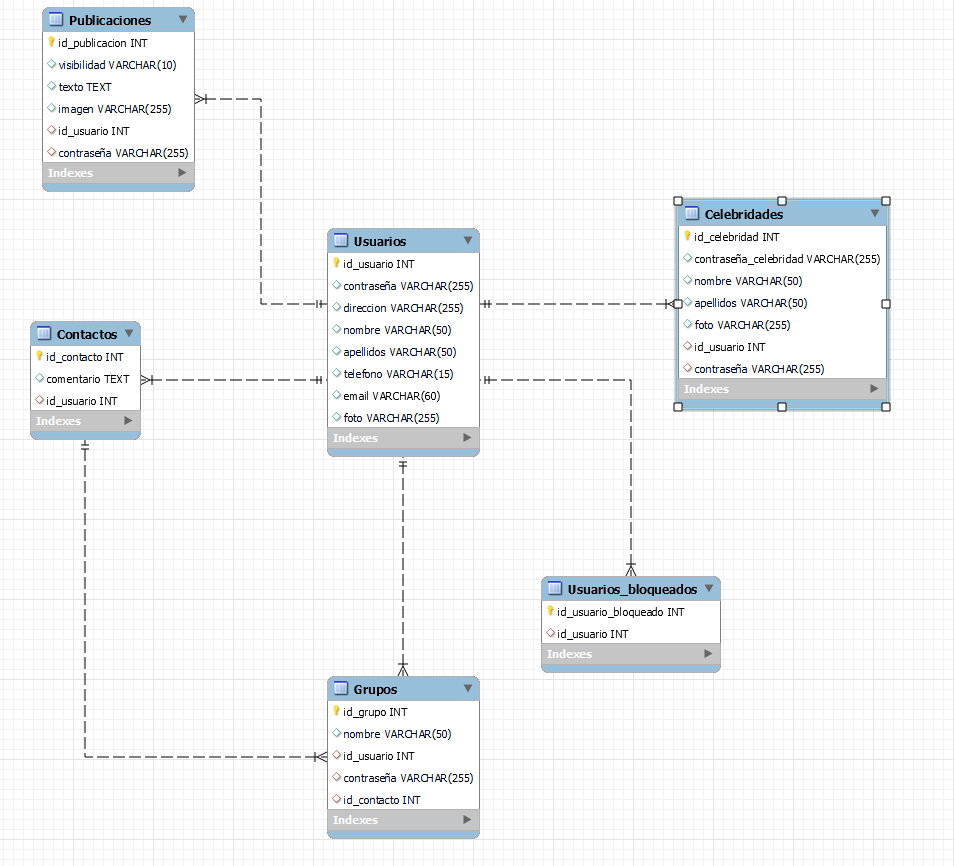 Publicaciones
id_publicacion INT
visibilidad VARCHAR(10)
texto TEXT
imagen VARCHAR(255)
id_usuario INT
contraseña VARCHAR(255)
Indexes
Celebridades
id_celebridad INT
contraseña_celebridad VARCHAR(255)
nombre VARCHAR(50)
apellidos VARCHAR(50)
foto VARCHAR(255)
id_usuario INT
contraseña VARCHAR(255)
Indexes
Usuarios
id_usuario INT
contraseña VARCHAR(255)
direccion VARCHAR(255)
nombre VARCHAR(50)
apellidos VARCHAR(50)
telefono VARCHAR(15)
email VARCHAR(60)
foto VARCHAR(255)
Indexes
Contactos
id_contacto INT
comentario TEXT
id_usuario INT
Indexes
Usuarios_bloqueados
id_usuario_bloqueado INT
id_usuario INT
Indexes
Grupos
id_grupo INT
nombre VARCHAR(50)
id_usuario INT
contraseña VARCHAR(255)
id_contacto INT
Indexes